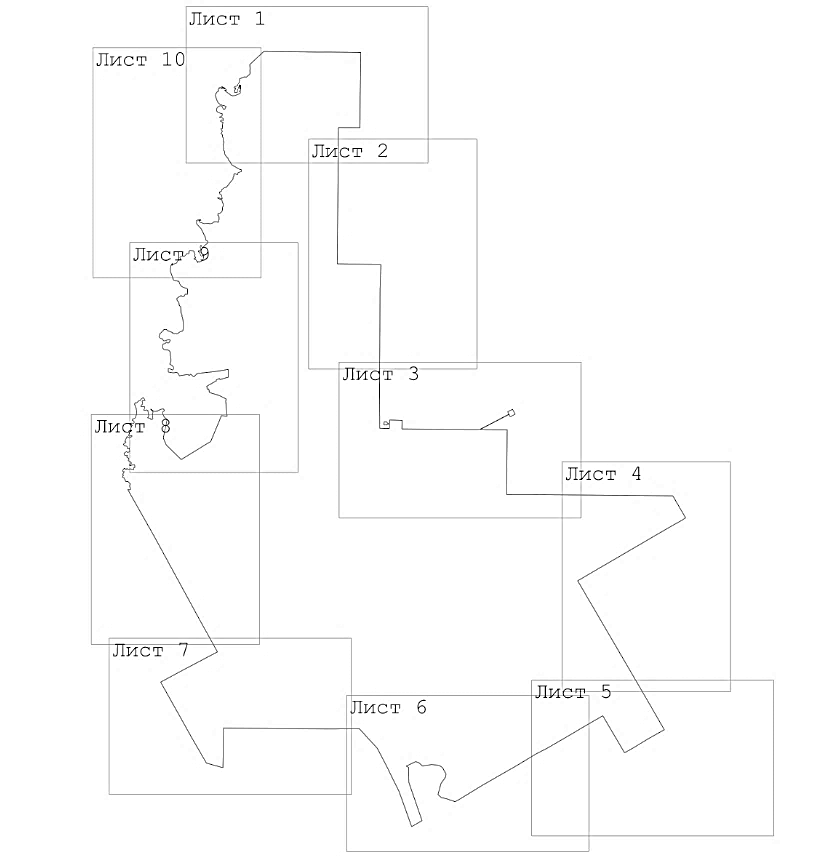 Лист 1
Лист 10
Лист 2
Лист 9
Лист 3
Лист 8
Лист 4
Лист 7
Лист 5
Лист 6